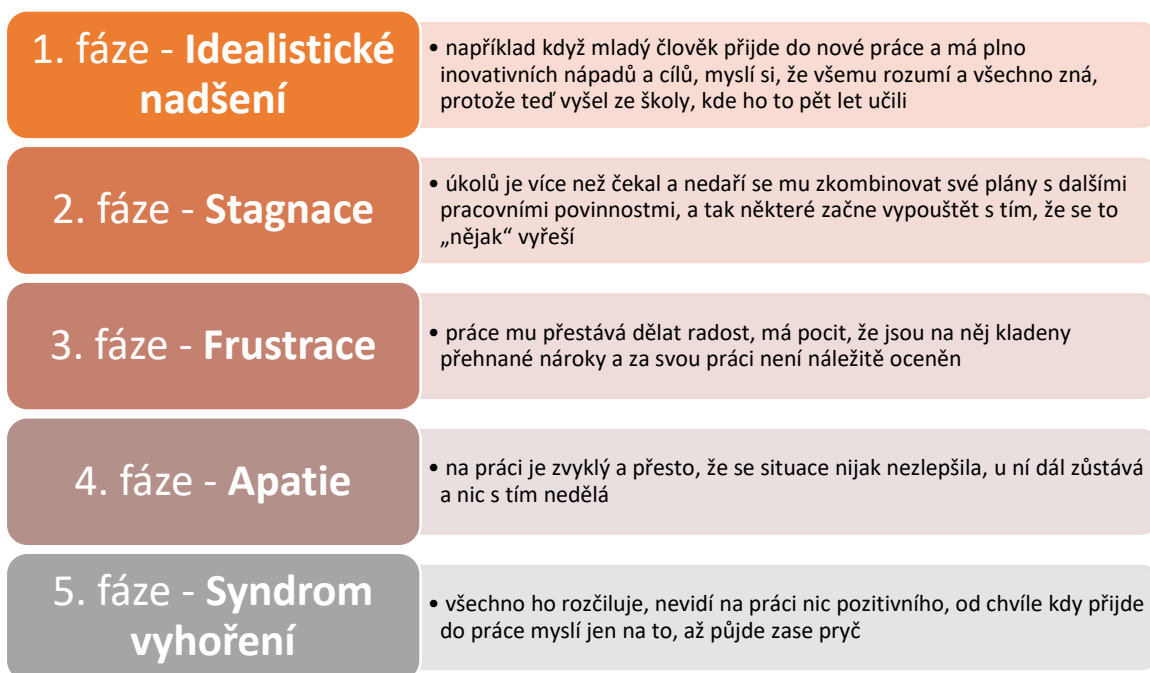 1. fáze - Idealistické
nadšení
• například když mladý člověk přijde do nové práce a má plno
inovativních nápadů a cílů, myslí si, že všemu rozumí a všechno zná,
protože teď vyšel ze školy, kde ho to pět let učili
2. fáze - Stagnace
• úkolů je více než čekal a nedaří se mu zkombinovat své plány s dalšími
pracovními povinnostmi, a tak některé začne vypouštět s tím, že se to
„nějak“ vyřeší
3. fáze - Frustrace
• práce mu přestává dělat radost, má pocit, že jsou na něj kladeny
přehnané nároky a za svou práci není náležitě oceněn
4. fáze - Apatie
• na práci je zvyklý a přesto, že se situace nijak nezlepšila, u ní dál zůstává
a nic s tím nedělá
5. fáze - Syndrom
vyhoření
• všechno ho rozčiluje, nevidí na práci nic pozitivního, od chvíle kdy přijde
do práce myslí jen na to, až půjde zase pryč